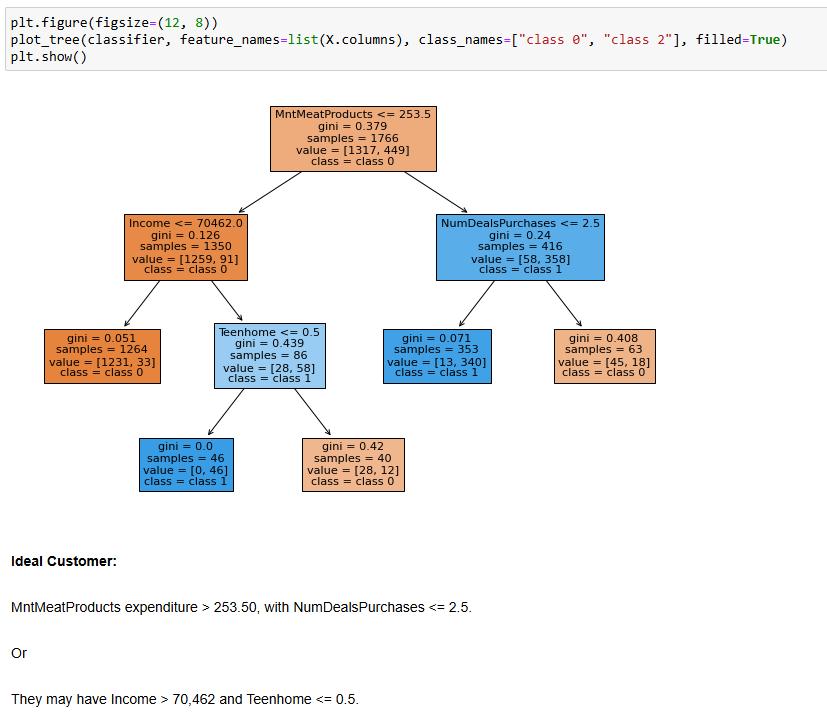 plt.figure(figsize=(12, 8))
plot_tree(classifier, feature_names=list(X.columns), class_names=["class 0", "class 2"], filled=True)
plt.show()
MntMeatProducts <= 253.5
gini = 0.379
samples = 1766
value = [1317, 449]
class = class 0
Income <= 70462.0
gini = 0.126
samples = 1350
value = [1259, 91]
class = class 0
NumDealsPurchases <= 2.5
gini = 0.24
samples = 416
value = [58, 358]
class = class 1
gini = 0.051
samples = 1264
value = [1231, 33]
class = class 0
Teenhome <= 0.5
gini = 0.439
samples = 86
value = [28, 58]
class = class 1
gini = 0.071
samples = 353
value = [13, 340]
class = class 1
gini = 0.408
samples = 63
value = [45, 18]
class = class 0
gini = 0.0
samples = 46
value = [0, 46]
class = class 1
gini = 0.42
samples = 40
value = [28, 12]
class = class 0
Ideal Customer:
MntMeatProducts expenditure > 253.50, with NumDealsPurchases <= 2.5.
Or
They may have Income > 70,462 and Teenhome <= 0.5.